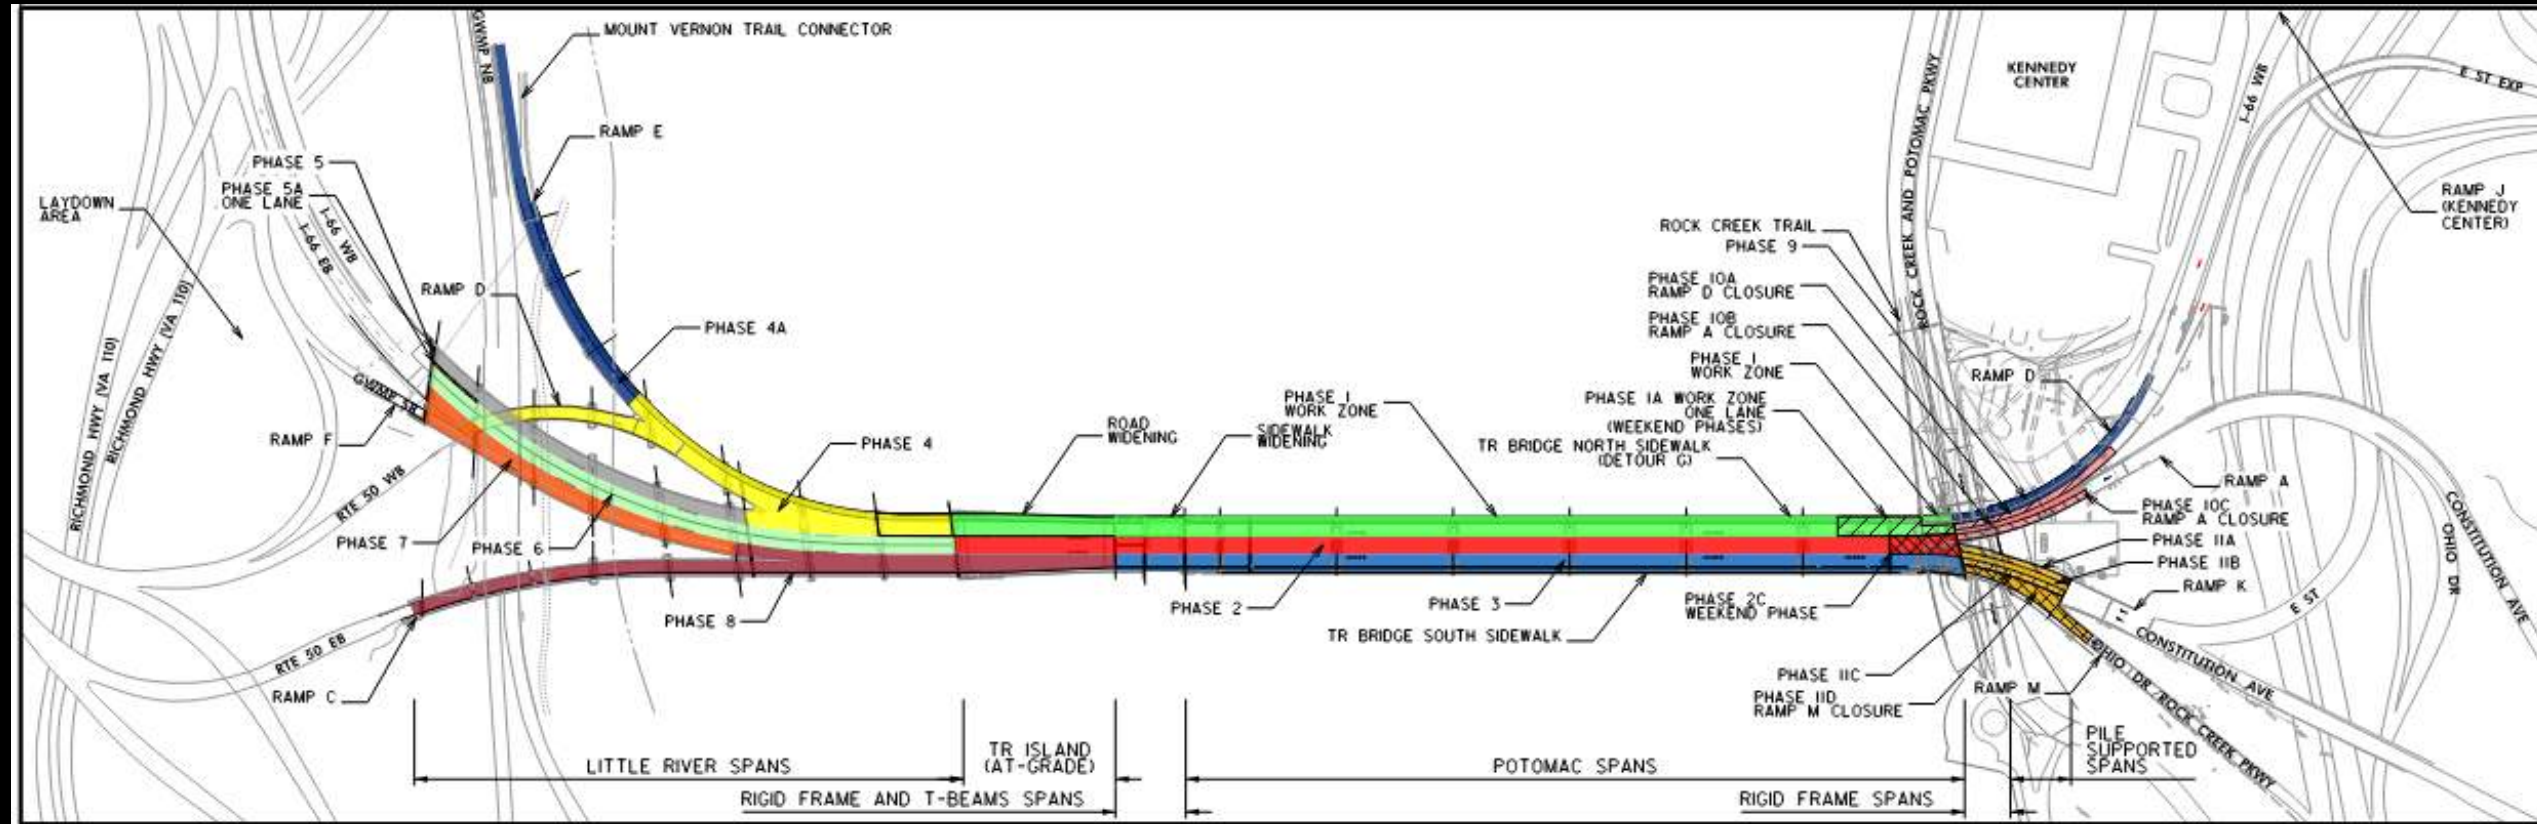 MOUNT VERNON TRAIL CONNECTOR
GWMP NB
KENNEDY
CENTER
ROCK CREEK AND POTOMAC PKWY
I-66 WB
E ST EXP
RAMP E
PHASE 5
PHASE 5A
ONE LANE
LAYDOWN
AREA
I-66 WB
I-66 EB
RAMP J
(KENNEDY
CENTER)
ROCK CREEK TRAIL
PHASE 9
PHASE 10A
RAMP D CLOSURE
PHASE 10B
RAMP A CLOSURE
PHASE 1
WORK ZONE
RAMP D
PHASE 4A
RAMP D
PHASE 1
WORK ZONE
PHASE 1A WORK ZONE
ONE LANE
(WEEKEND PHASES)
TR BRIDGE NORTH SIDEWALK
(DETOUR G)
RICHMOND HWY (VA 110)
RICHMOND HWY (VA 110)
GWMP SB
RAMP F
ROAD
WIDENING
SIDEWALK
WIDENING
PHASE 4
RAMP A
PHASE 10C
RAMP A CLOSURE
RTE 50 WB
PHASE 7
PHASE 6
PHASE 11A
PHASE 11B
RAMP K
CONSTITUTION AVE
OHIO DR
E ST
PHASE 8
PHASE 2
PHASE 3
PHASE 2C
WEEKEND PHASE
TR BRIDGE SOUTH SIDEWALK
RTE 50 EB
RAMP C
PHASE 11C
PHASE 11D
RAMP M CLOSURE
RAMP M
CONSTITUTION AVE
OHIO DR/ROCK CREEK PKWY
PILE
SUPPORTED
SPANS
LITTLE RIVER SPANS
TR ISLAND
(AT-GRADE)
POTOMAC SPANS
RIGID FRAME AND T-BEAMS SPANS
RIGID FRAME SPANS